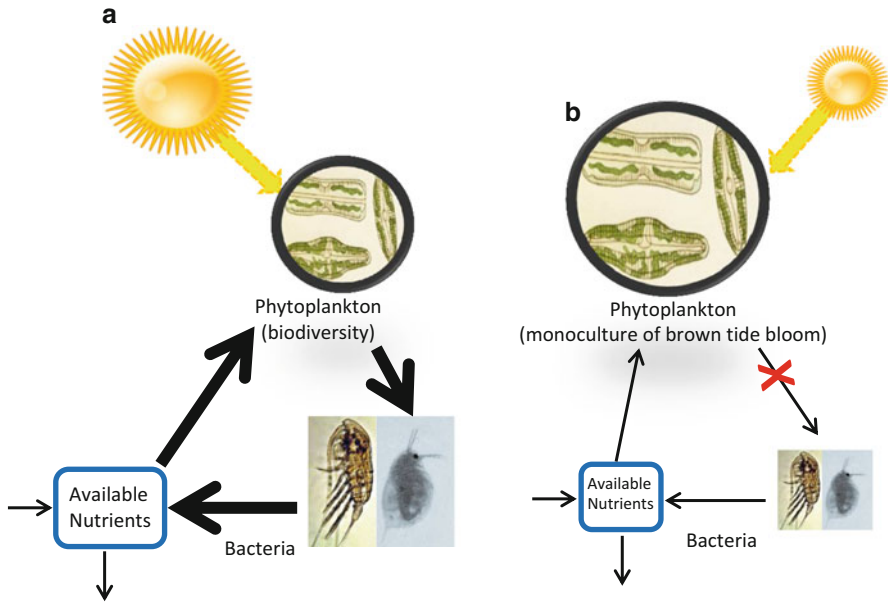 a
Phytoplankton
(biodiversity)
Available
Nutrients
Bacteria
b
Phytoplankton
(monoculture of brown tide bloom)
Available
Nutrients
Bacteria